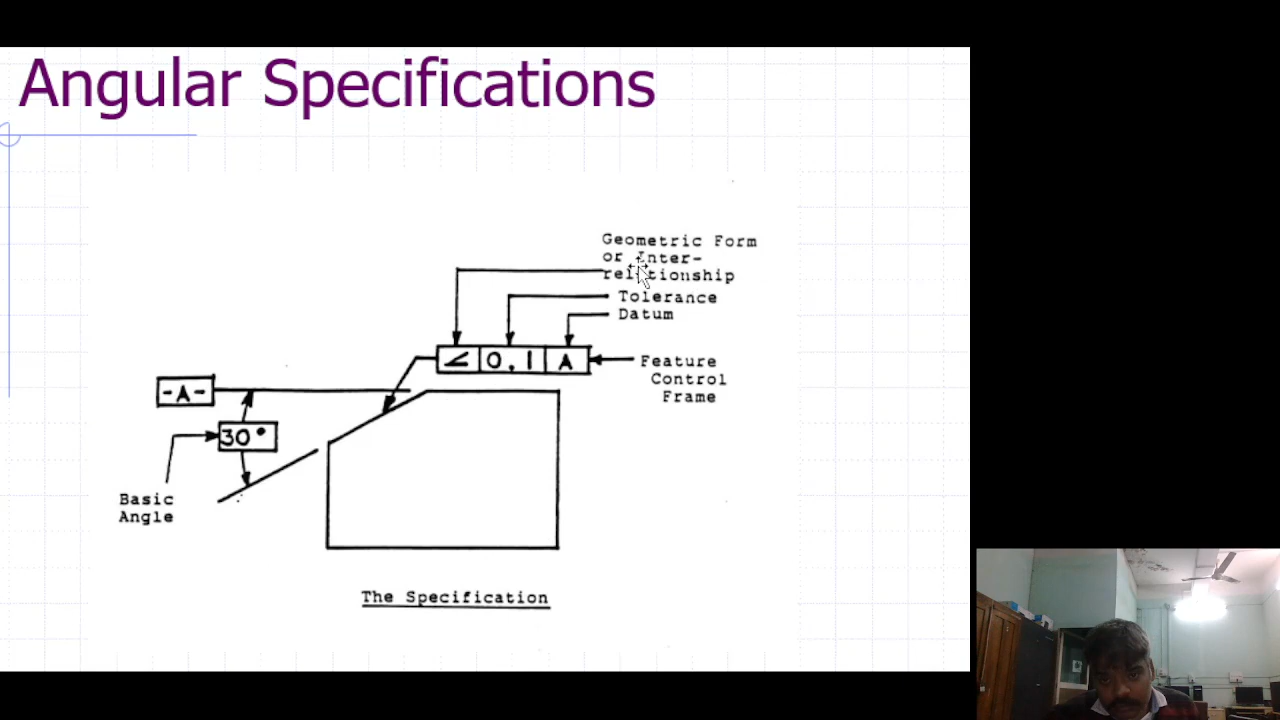 Angular Specifications
Geometric Form
or Inter-
relationship
Tolerance
Datum
∠ 0.1 A
Feature
Control
Frame
-A-
30°
Basic
Angle
The Specification